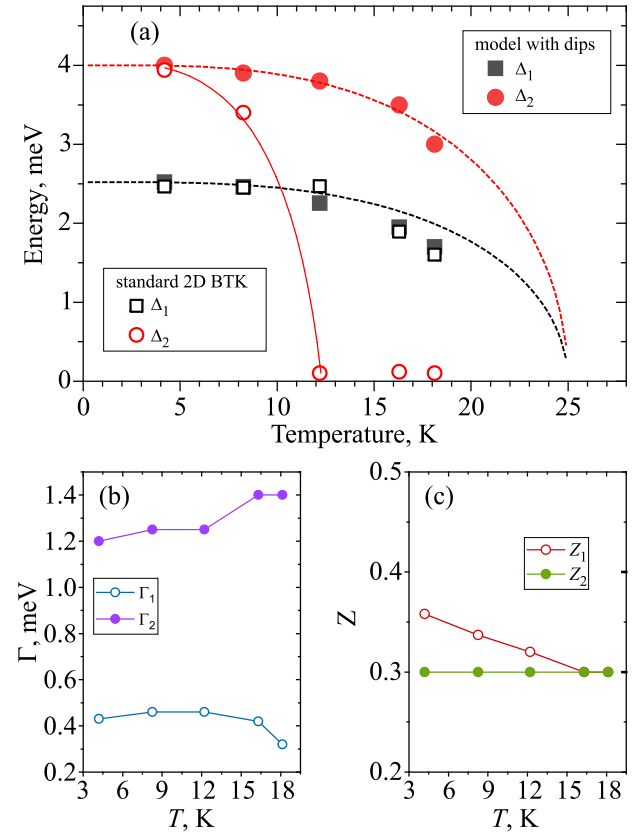 (a)
model with dips
Δ1
Δ2
Energy, meV
4
3
2
1
0
standard 2D BTK
Δ1
Δ2
0 5 10 15 20 25
Temperature, K
(b)
Γ, meV
1.4
1.2
1.0
0.8
0.6
0.4
0.2
Γ1
Γ2
3 6 9 12 15 18
T, K
(c)
Z
0.5
0.4
0.3
0.2
Z1
Z2
3 6 9 12 15 18
T, K